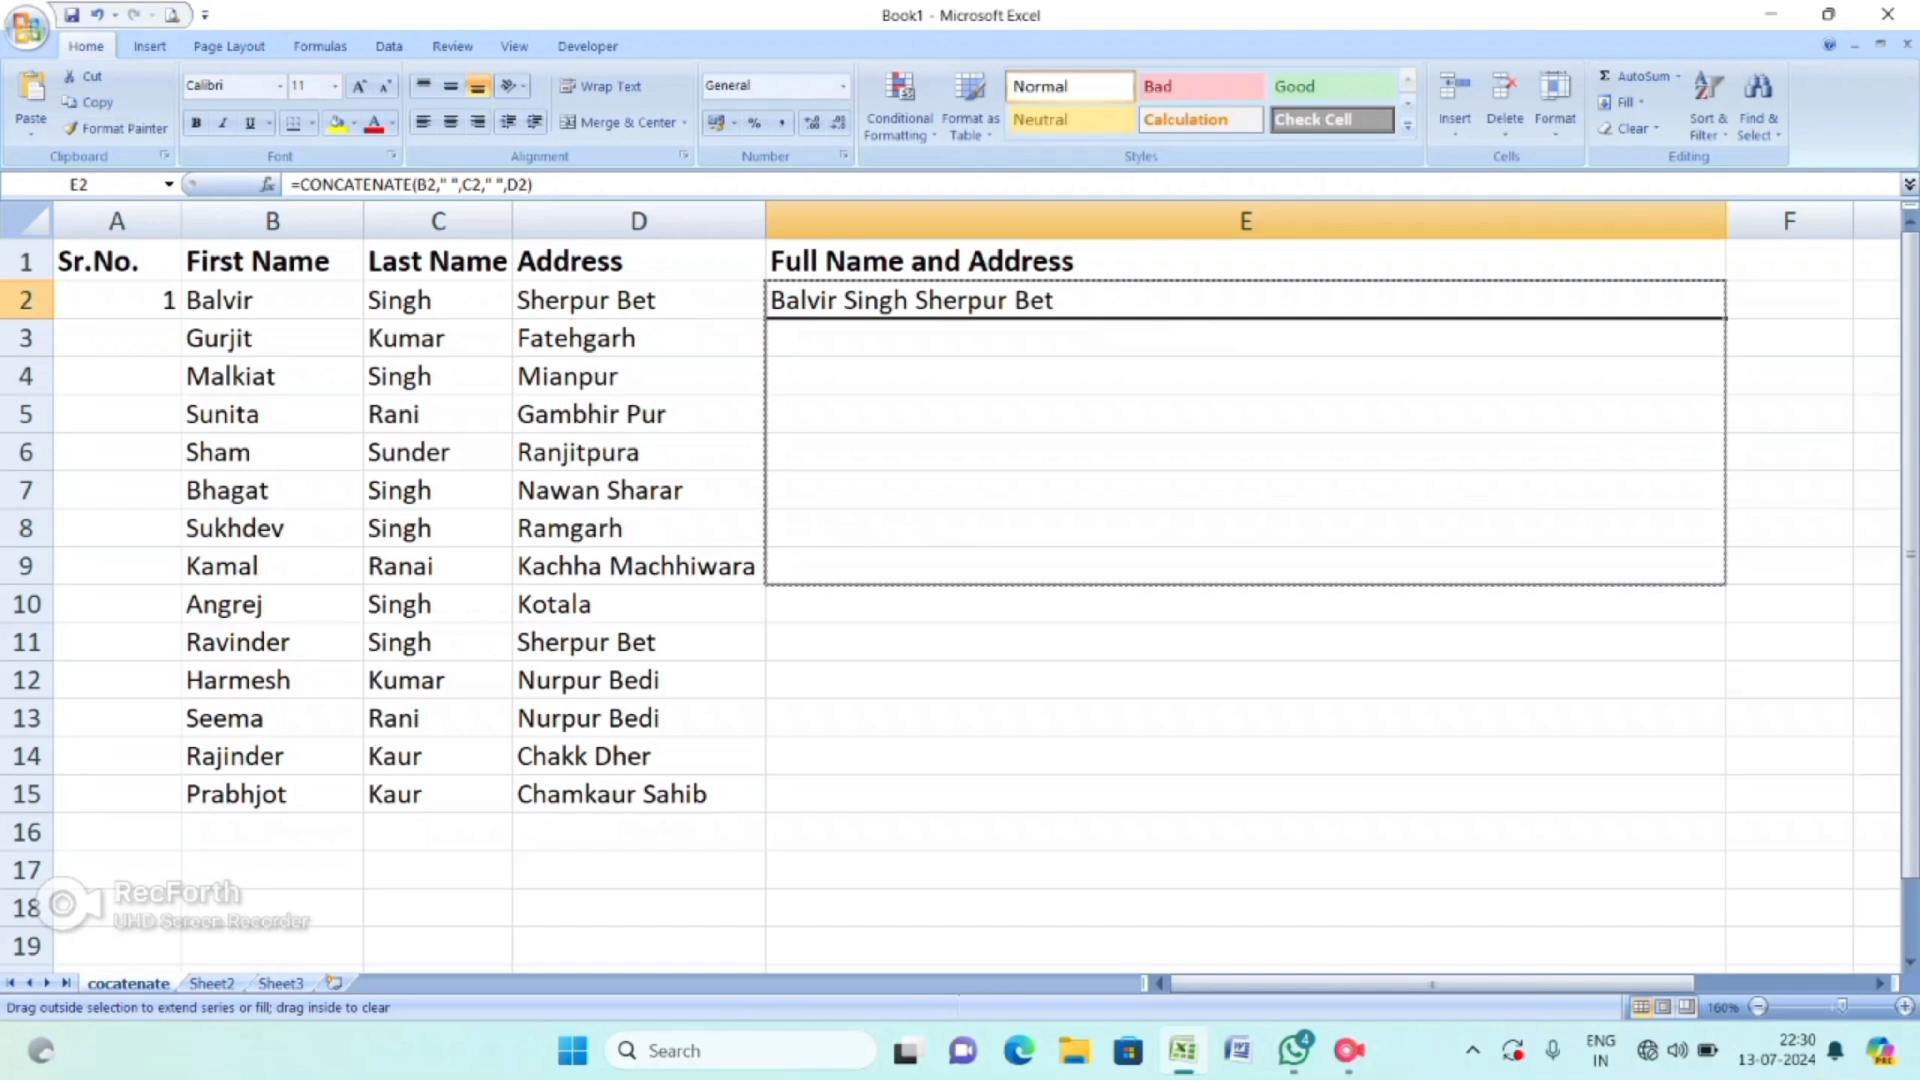 Book1 - Microsoft Excel
Home Insert Page Layout Formulas Data Review View Developer
Cut
Copy
Format Painter
Paste
Clipboard
Calibri 11
B I U
Font
Wrap Text
Merge & Center
Alignment
General
Number
Conditional Formatting
Format as Table
Normal Bad Good
Neutral Calculation Check Cell
Styles
Insert Delete Format
Cells
Σ AutoSum
Fill
Clear
Sort & Filter
Find & Select
Editing
E2 fx =CONCATENATE(B2," ",C2," ",D2)
A B C D E F
1 Sr.No. First Name Last Name Address Full Name and Address
2 1 Balvir Singh Sherpur Bet Balvir Singh Sherpur Bet
3 Gurjit Kumar Fatehgarh
4 Malkiat Singh Mianpur
5 Sunita Rani Gambhir Pur
6 Sham Sunder Ranjitpura
7 Bhagat Singh Nawan Sharar
8 Sukhdev Singh Ramgarh
9 Kamal Ranai Kachha Machhiwara
10 Angrej Singh Kotala
11 Ravinder Singh Sherpur Bet
12 Harmesh Kumar Nurpur Bedi
13 Seema Rani Nurpur Bedi
14 Rajinder Kaur Chakk Dher
15 Prabhjot Kaur Chamkaur Sahib
16
17
18
19
RecForth
UHD Screen Recorder
cocatenate Sheet2 Sheet3
Drag outside selection to extend series or fill; drag inside to clear
160%
Search
4
ENG
IN
22:30
13-07-2024
PRE